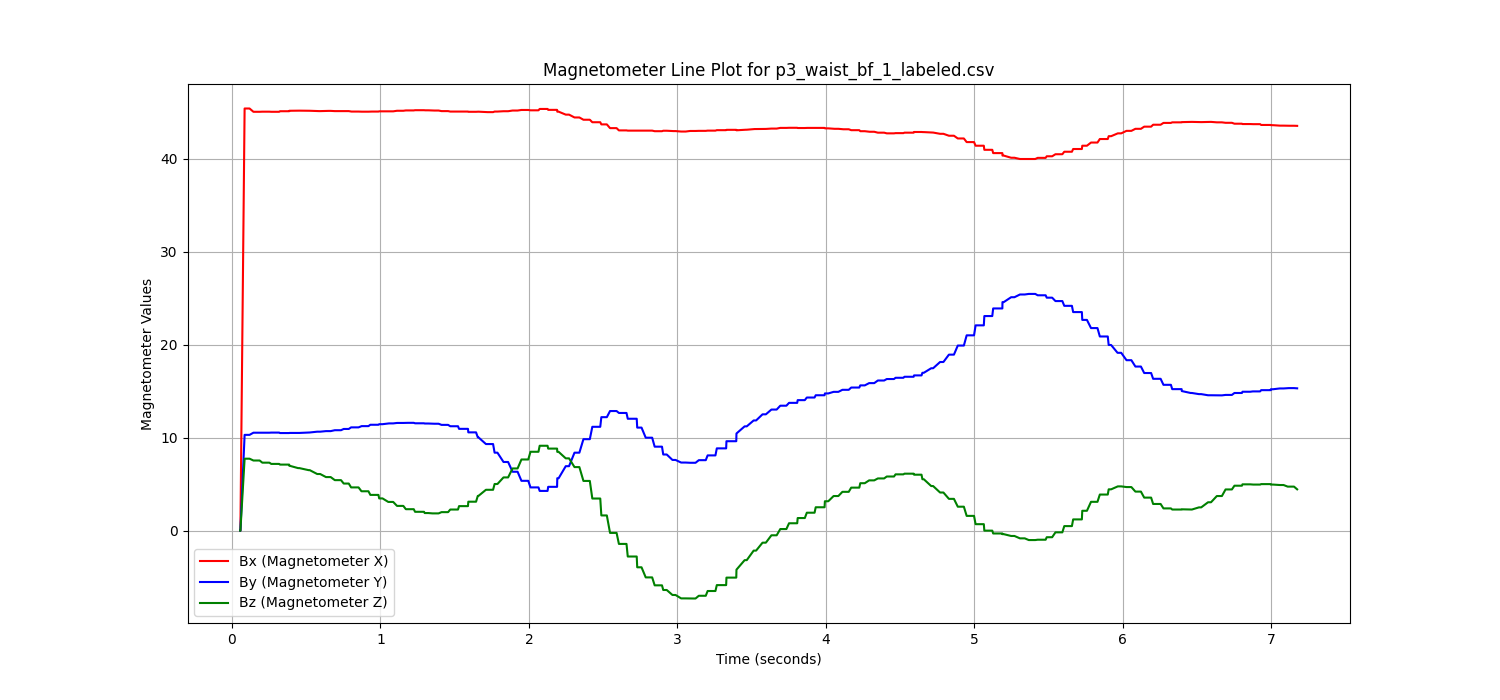 Magnetometer Line Plot for p3_waist_bf_1_labeled.csv
Magnetometer Values
40
30
20
10
0
Bx (Magnetometer X)
By (Magnetometer Y)
Bz (Magnetometer Z)
0 1 2 3 4 5 6 7
Time (seconds)